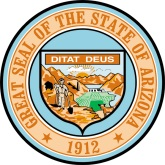 GREAT SEAL OF THE STATE OF ARIZONA
DITAT DEUS
1912